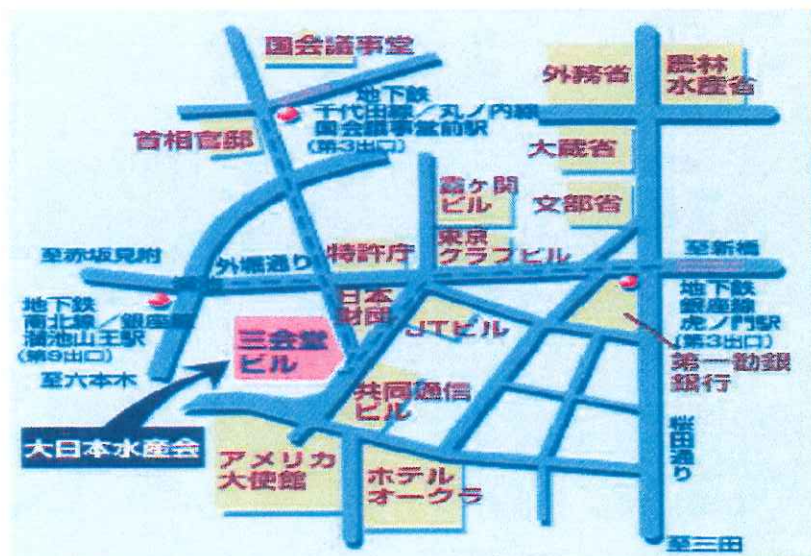 国会議事堂
地下鉄
千代田線／丸ノ内線
国会議事堂前駅
(第3出口)
首相官邸
外務省
農林
水産省
大蔵省
文部省
霞ヶ関
ビル
東京
クラブビル
特許庁
外堀通り
至赤坂見附
至新橋
地下鉄
南北線／銀座線
溜池山王駅
(第9出口)
至六本木
日本
財団
JTビル
三会堂
ビル
地下鉄
銀座線
虎ノ門駅
(第3出口)
第一勧銀
銀行
共同通信
ビル
大日本水産会
アメリカ
大使館
ホテル
オークラ
桜田通り
至三田